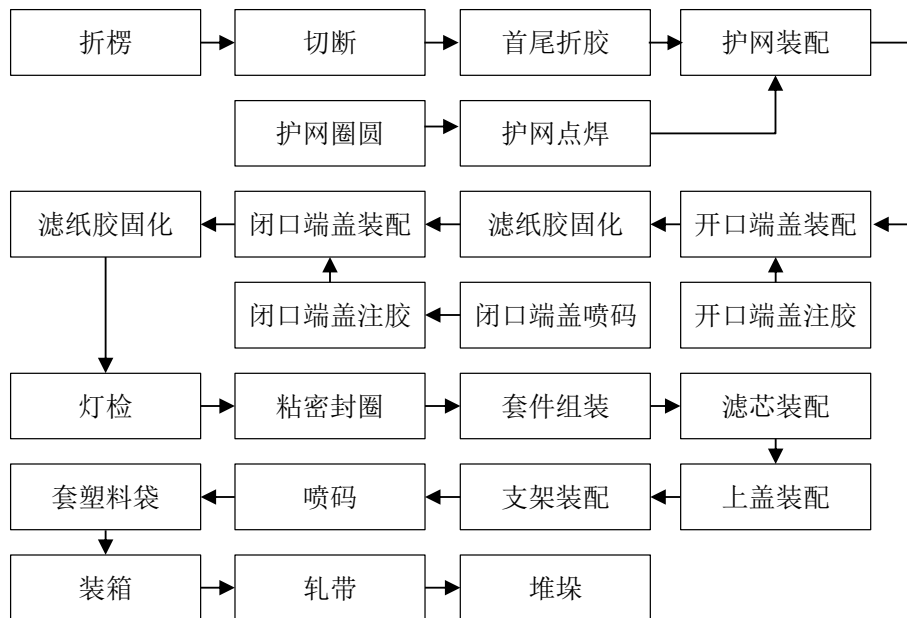 折楞
切断
首尾折胶
护网装配
护网圈圆
护网点焊
滤纸胶固化
闭口端盖装配
滤纸胶固化
开口端盖装配
闭口端盖注胶
闭口端盖喷码
开口端盖注胶
灯检
粘密封圈
套件组装
滤芯装配
套塑料袋
喷码
支架装配
上盖装配
装箱
轧带
堆垛